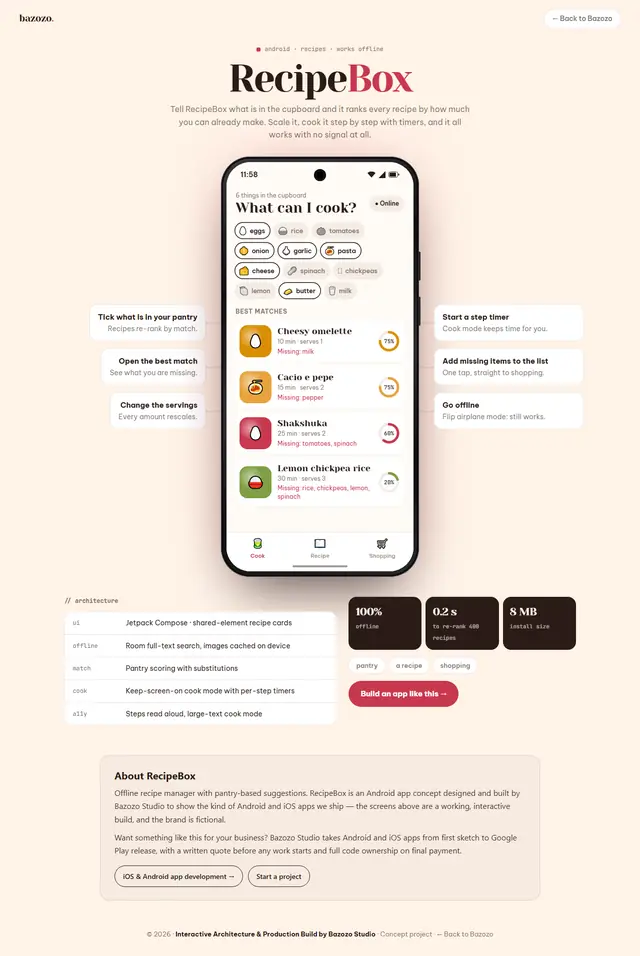 bazozo.
← Back to Bazozo
android · recipes · works offline
RecipeBox
Tell RecipeBox what is in the cupboard and it ranks every recipe by how much
you can already make. Scale it, cook it step by step with timers, and it all
works with no signal at all.
11:58
6 things in the cupboard
What can I cook?
• Online
eggs
rice
tomatoes
onion
garlic
pasta
cheese
spinach
chickpeas
lemon
butter
milk
BEST MATCHES
Cheesy omelette
10 min · serves 1
Missing: milk
75%
Cacio e pepe
15 min · serves 2
Missing: pepper
75%
Shakshuka
25 min · serves 2
Missing: tomatoes, spinach
60%
Lemon chickpea rice
30 min · serves 3
Missing: rice, chickpeas, lemon,
spinach
20%
Cook
Recipe
Shopping
Tick what is in your pantry
Recipes re-rank by match.
Open the best match
See what you are missing.
Change the servings
Every amount rescales.
Start a step timer
Cook mode keeps time for you.
Add missing items to the list
One tap, straight to shopping.
Go offline
Flip airplane mode: still works.
// architecture
ui Jetpack Compose · shared-element recipe cards
offline Room full-text search, images cached on device
match Pantry scoring with substitutions
cook Keep-screen-on cook mode with per-step timers
a11y Steps read aloud, large-text cook mode
100%
offline
0.2 s
to re-rank 400
recipes
8 MB
install size
pantry
a recipe
shopping
Build an app like this →
About RecipeBox
Offline recipe manager with pantry-based suggestions. RecipeBox is an Android app concept designed and built by
Bazozo Studio to show the kind of Android and iOS apps we ship — the screens above are a working, interactive
build, and the brand is fictional.
Want something like this for your business? Bazozo Studio takes Android and iOS apps from first sketch to Google
Play release, with a written quote before any work starts and full code ownership on final payment.
iOS & Android app development →
Start a project
© 2026 · Interactive Architecture & Production Build by Bazozo Studio · Concept project · ← Back to Bazozo